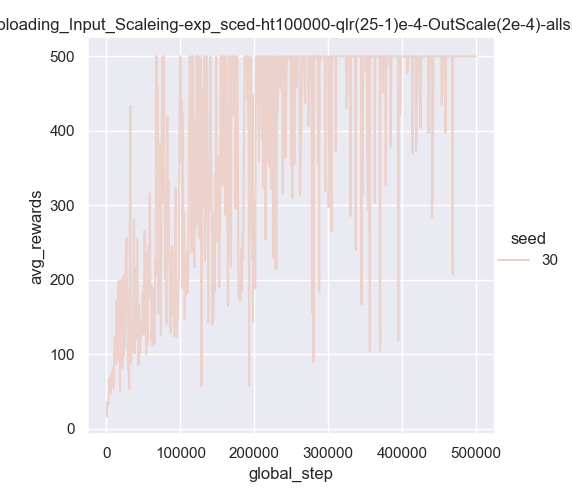 ploading_Input_Scaleing-exp_sced-ht100000-qlr(25-1)e-4-OutScale(2e-4)-alls
500
400
300
200
100
0
avg_rewards
0 100000 200000 300000 400000 500000
global_step
seed
30